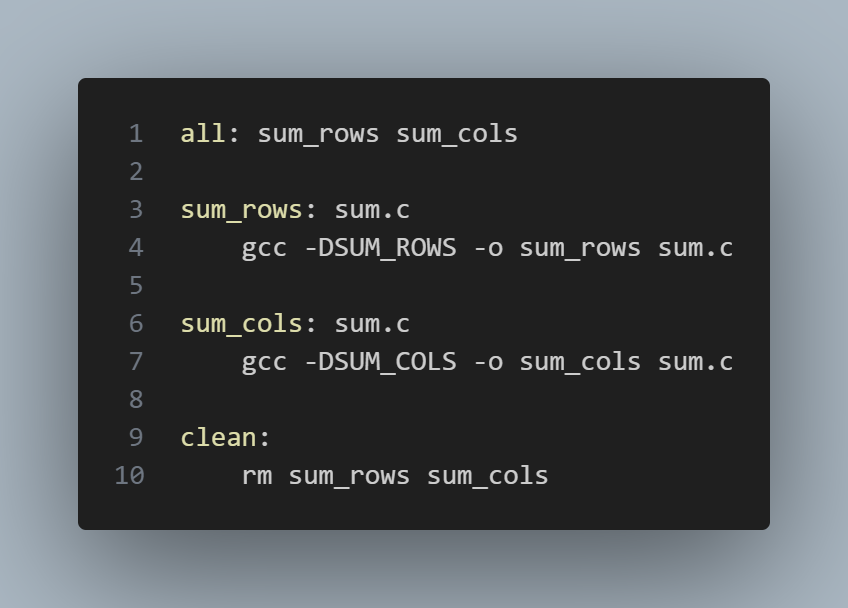 1 all: sum_rows sum_cols
2
3 sum_rows: sum.c
4     gcc -DSUM_ROWS -o sum_rows sum.c
5
6 sum_cols: sum.c
7     gcc -DSUM_COLS -o sum_cols sum.c
8
9 clean:
10     rm sum_rows sum_cols